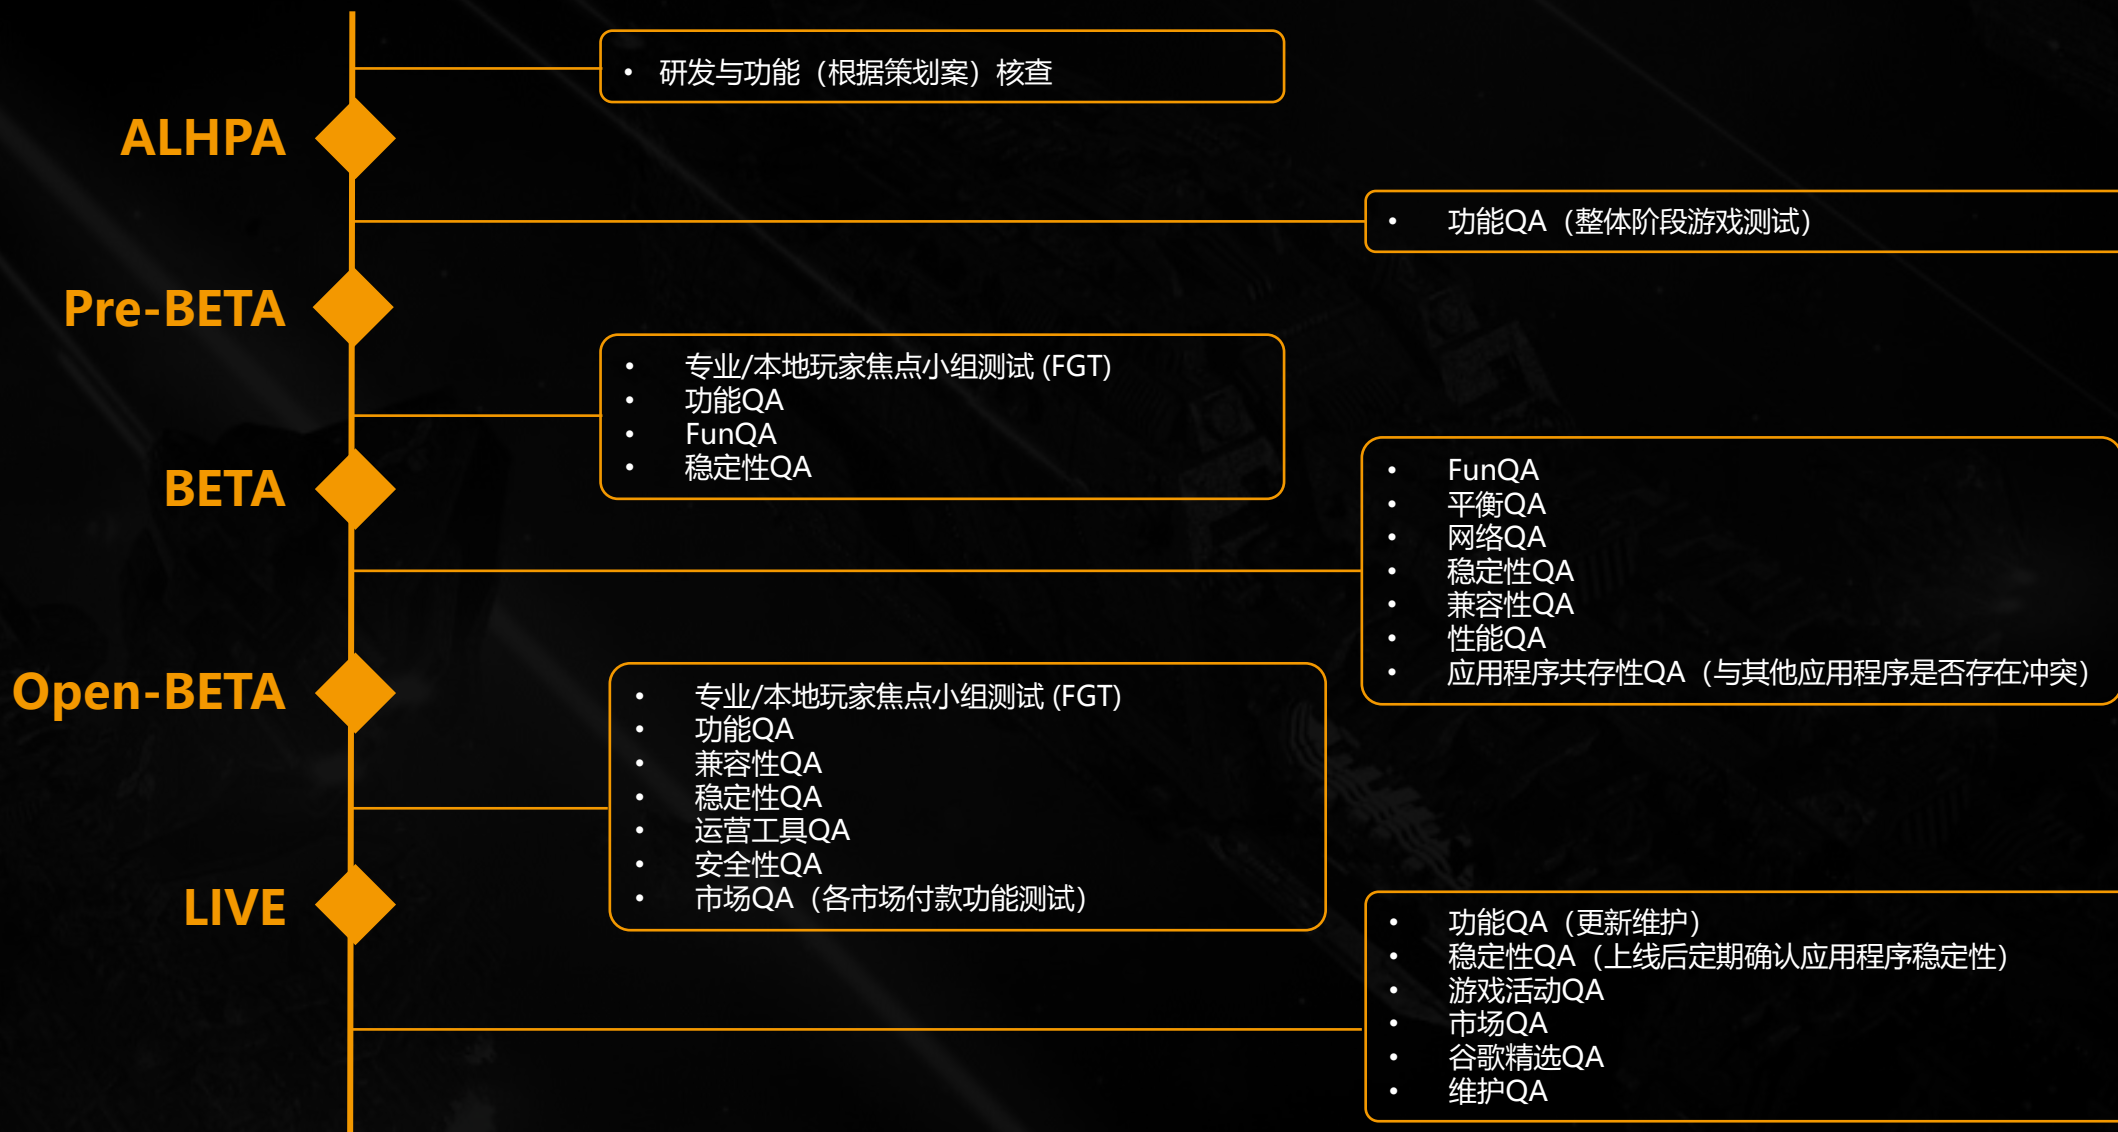 • 研发与功能（根据策划案）核查
ALHPA
• 功能QA（整体阶段游戏测试）
Pre-BETA
• 专业/本地玩家焦点小组测试 (FGT)
• 功能QA
• FunQA
• 稳定性QA
BETA
• FunQA
• 平衡QA
• 网络QA
• 稳定性QA
• 兼容性QA
• 性能QA
• 应用程序共存性QA（与其他应用程序是否存在冲突）
Open-BETA
• 专业/本地玩家焦点小组测试 (FGT)
• 功能QA
• 兼容性QA
• 稳定性QA
• 运营工具QA
• 安全性QA
• 市场QA（各市场付款功能测试）
LIVE
• 功能QA（更新维护）
• 稳定性QA（上线后定期确认应用程序稳定性）
• 游戏活动QA
• 市场QA
• 谷歌精选QA
• 维护QA